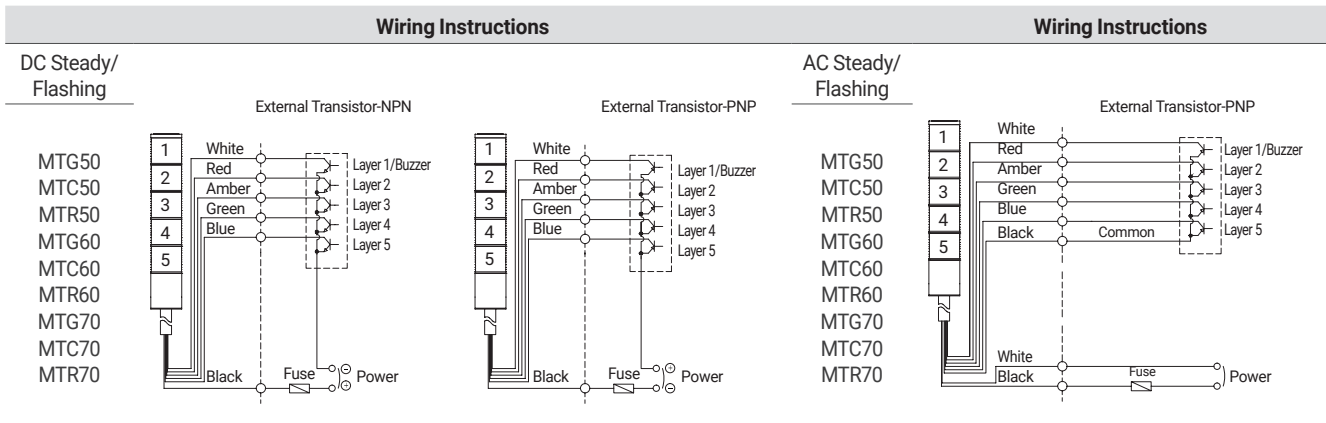 Wiring Instructions
Wiring Instructions
DC Steady/
Flashing
MTG50
MTC50
MTR50
MTG60
MTC60
MTR60
MTG70
MTC70
MTR70
External Transistor-NPN
1
2
3
4
5
White
Red
Amber
Green
Blue
Layer 1/Buzzer
Layer 2
Layer 3
Layer 4
Layer 5
Black
Fuse
Power
External Transistor-PNP
1
2
3
4
5
White
Red
Amber
Green
Blue
Layer 1/Buzzer
Layer 2
Layer 3
Layer 4
Layer 5
Black
Fuse
Power
AC Steady/
Flashing
MTG50
MTC50
MTR50
MTG60
MTC60
MTR60
MTG70
MTC70
MTR70
External Transistor-PNP
1
2
3
4
5
White
Red
Amber
Green
Blue
Black
Common
Layer 1/Buzzer
Layer 2
Layer 3
Layer 4
Layer 5
White
Black
Fuse
Power